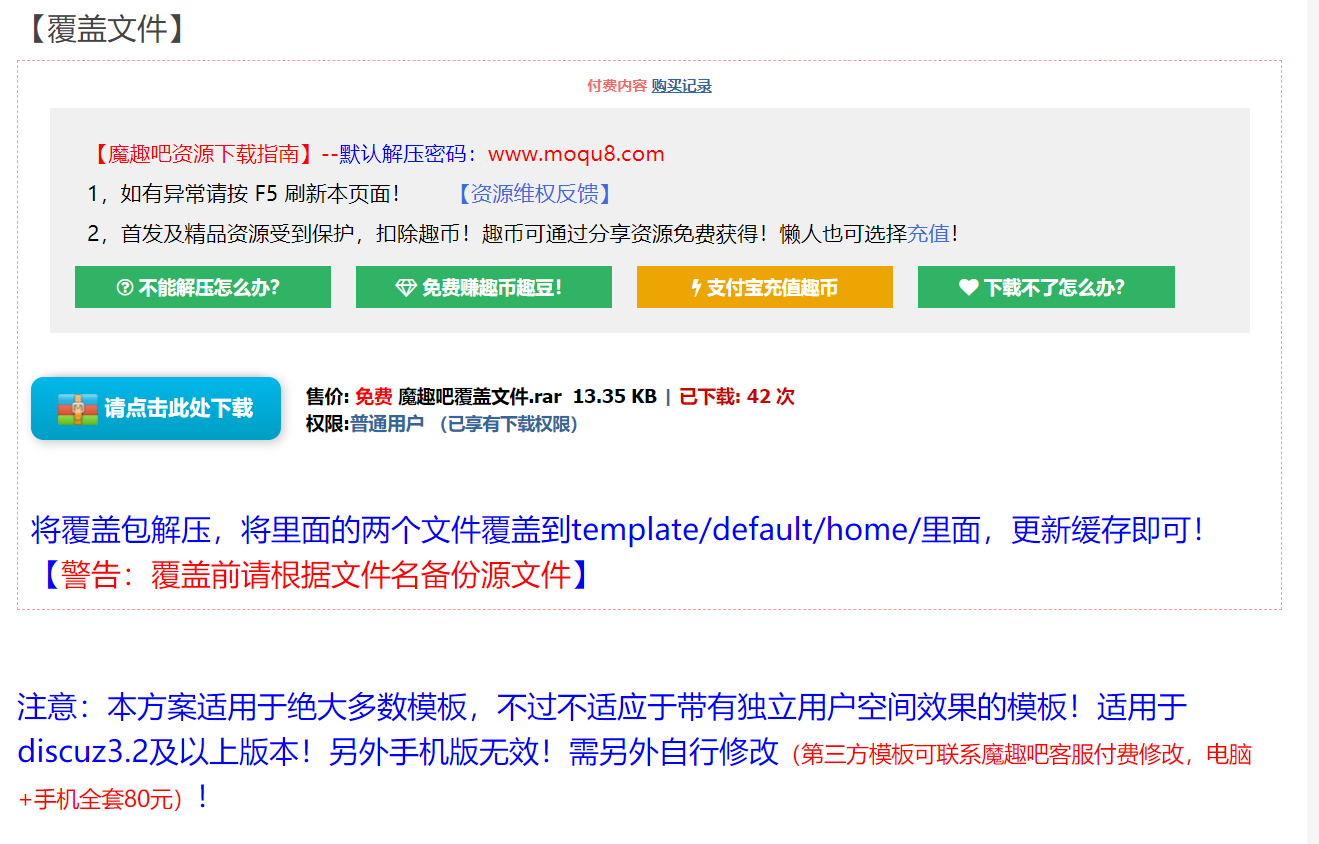 【覆盖文件】
付费内容 购买记录
【魔趣吧资源下载指南】--默认解压密码：www.moqu8.com
1，如有异常请按 F5 刷新本页面！ 【资源维权反馈】
2，首发及精品资源受到保护，扣除趣币！趣币可通过分享资源免费获得！懒人也可选择充值！
不能解压怎么办？ 免费赚趣币趣豆！ 支付宝充值趣币 下载不了怎么办？
请点击此处下载
售价: 免费 魔趣吧覆盖文件.rar 13.35 KB | 已下载: 42 次
权限:普通用户 （已享有下载权限）
将覆盖包解压，将里面的两个文件覆盖到template/default/home/里面，更新缓存即可！
【警告：覆盖前请根据文件名备份源文件】
注意：本方案适用于绝大多数模板，不过不适应于带有独立用户空间效果的模板！适用于
discuz3.2及以上版本！另外手机版无效！需另外自行修改（第三方模板可联系魔趣吧客服付费修改，电脑
+手机全套80元）！